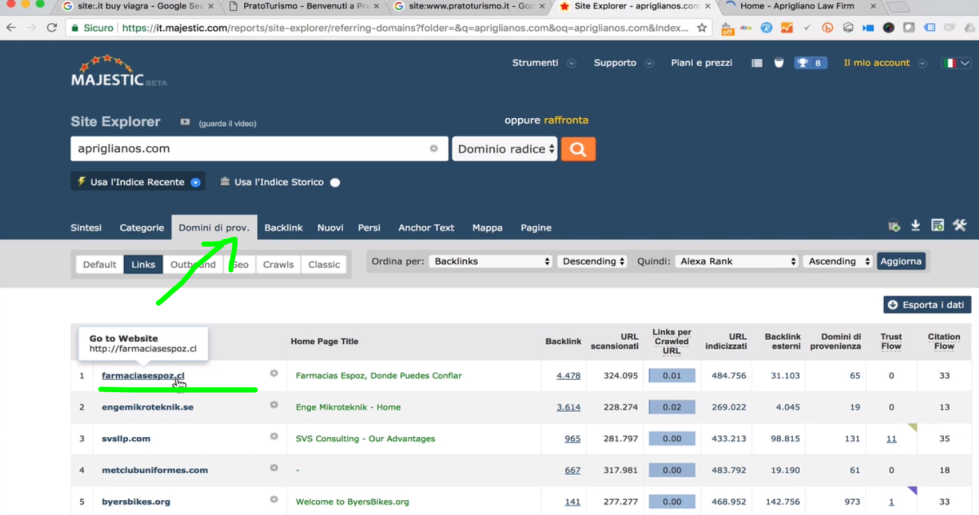 site:.it buy viagra - Google Sea
PratoTurismo - Benvenuti a Pr
site:www.pratoturismo.it - Goo
Site Explorer - apriglianos.com
Home - Aprigliano Law Firm
Sicuro https://it.majestic.com/reports/site-explorer/referring-domains?folder=&q=apriglianos.com&oq=apriglianos.com&Index...
Strumenti Supporto Piani e prezzi 8 Il mio account
MAJESTIC BETA
Site Explorer (guarda il video) oppure raffronta
apriglianos.com Dominio radice
Usa l'Indice Recente Usa l'Indice Storico
Sintesi Categorie Domini di prov. Backlink Nuovi Persi Anchor Text Mappa Pagine
Default Links Outbound Geo Crawls Classic Ordina per: Backlinks Descending Quindi: Alexa Rank Ascending Aggiorna
Esporta i dati
Go to Website
http://farmaciasespoz.cl
Home Page Title Backlink URL scansionati Links per Crawled URL URL indicizzati Backlink esterni Domini di provenienza Trust Flow Citation Flow
1 farmaciasespoz.cl Farmacias Espoz, Donde Puedes Confiar 4.478 324.095 0.01 484.756 31.103 65 0 33
2 engemikroteknik.se Enge Mikroteknik - Home 3.614 228.274 0.02 269.022 4.045 19 0 13
3 svsllp.com SVS Consulting - Our Advantages 965 281.797 0.00 433.213 98.815 131 11 35
4 metclubuniformes.com - 667 317.981 0.00 483.792 19.190 61 0 18
5 byersbikes.org Welcome to ByersBikes.org 141 277.277 0.00 468.952 142.756 973 1 33